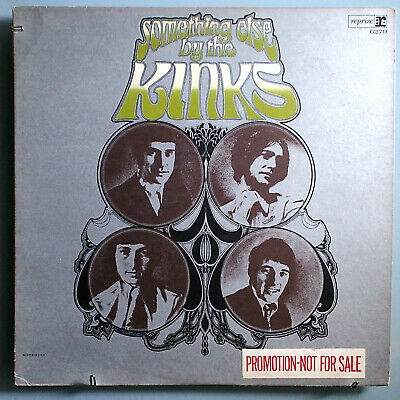 something else
by the
KINKS
reprise
6279
PROMOTION-NOT FOR SALE